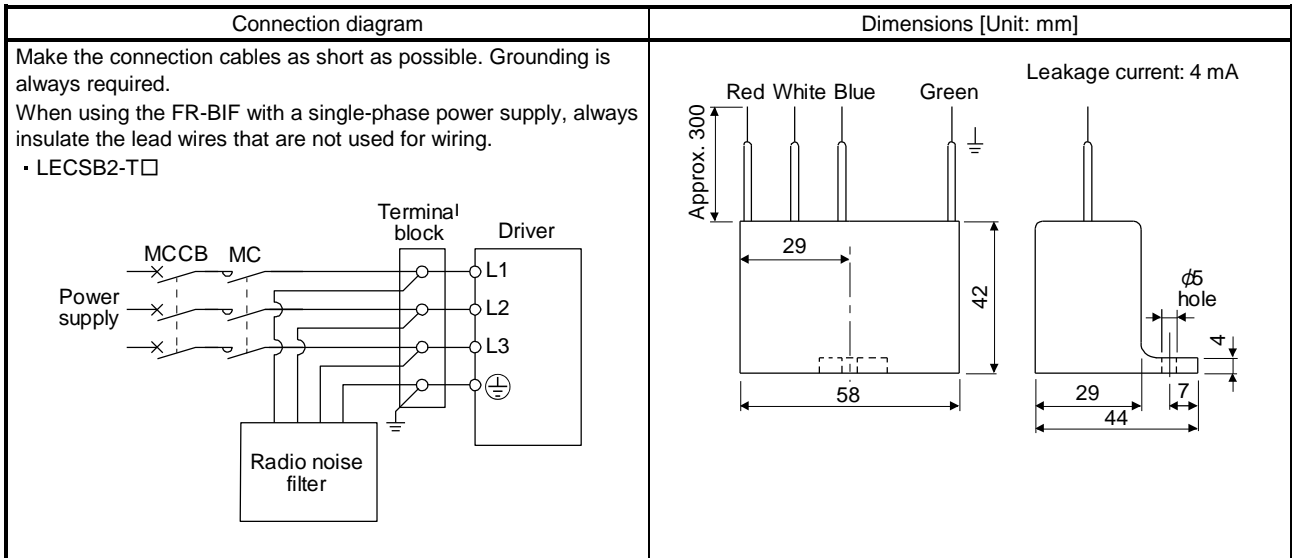 Connection diagram
Dimensions [Unit: mm]
Make the connection cables as short as possible. Grounding is
always required.
When using the FR-BIF with a single-phase power supply, always
insulate the lead wires that are not used for wiring.
▪ LECSB2-T□
Terminal
block
Driver
MCCB MC
Power
supply
L1
L2
L3
Radio noise
filter
Leakage current: 4 mA
Red White Blue Green
Approx. 300
29
42
58
φ5
hole
4
29
7
44